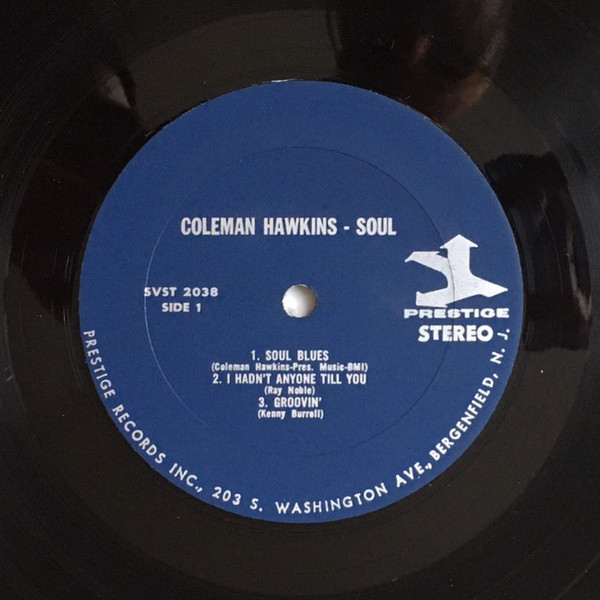 COLEMAN HAWKINS - SOUL
SVST 2038
SIDE 1
PRESTIGE
STEREO
1. SOUL BLUES
(Coleman Hawkins-Pres. Music-BMI)
2. I HADN'T ANYONE TILL YOU
(Ray Noble)
3. GROOVIN'
(Kenny Burrell)
PRESTIGE RECORDS INC., 203 S. WASHINGTON AVE., BERGENFIELD, N. J.